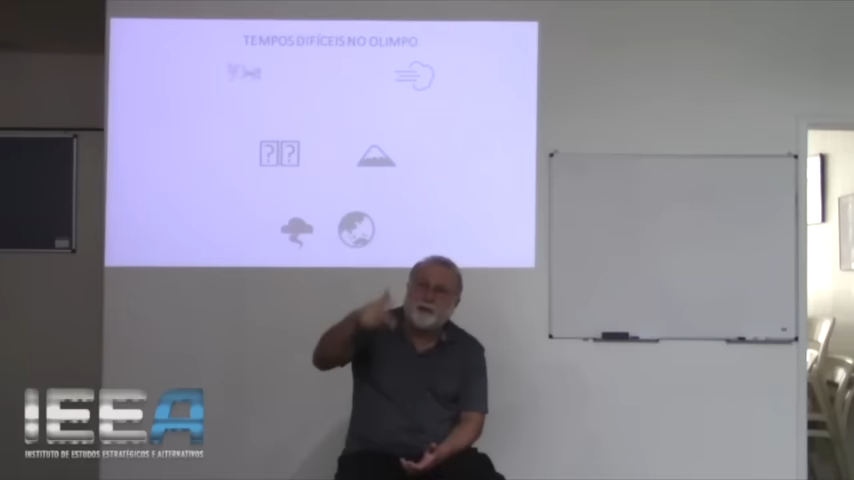 TEMPOS DIFÍCEIS NO OLIMPO
??
IEEA
INSTITUTO DE ESTUDOS ESTRATÉGICOS E ALTERNATIVOS